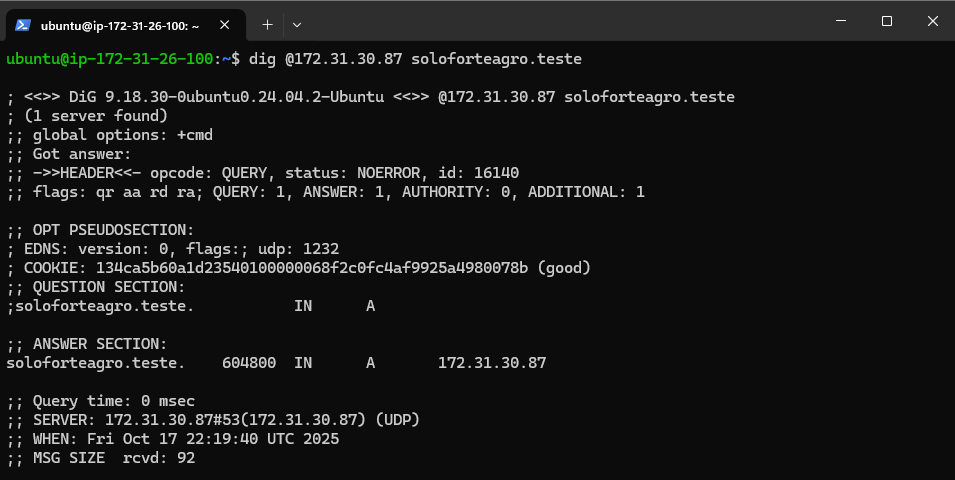 ubuntu@ip-172-31-26-100: ~
ubuntu@ip-172-31-26-100:~$ dig @172.31.30.87 soloforteagro.teste
; <<>> DiG 9.18.30-0ubuntu0.24.04.2-Ubuntu <<>> @172.31.30.87 soloforteagro.teste
; (1 server found)
;; global options: +cmd
;; Got answer:
;; ->>HEADER<<- opcode: QUERY, status: NOERROR, id: 16140
;; flags: qr aa rd ra; QUERY: 1, ANSWER: 1, AUTHORITY: 0, ADDITIONAL: 1
;; OPT PSEUDOSECTION:
; EDNS: version: 0, flags:; udp: 1232
; COOKIE: 134ca5b60a1d23540100000068f2c0fc4af9925a4980078b (good)
;; QUESTION SECTION:
;soloforteagro.teste. IN A
;; ANSWER SECTION:
soloforteagro.teste. 604800 IN A 172.31.30.87
;; Query time: 0 msec
;; SERVER: 172.31.30.87#53(172.31.30.87) (UDP)
;; WHEN: Fri Oct 17 22:19:40 UTC 2025
;; MSG SIZE rcvd: 92